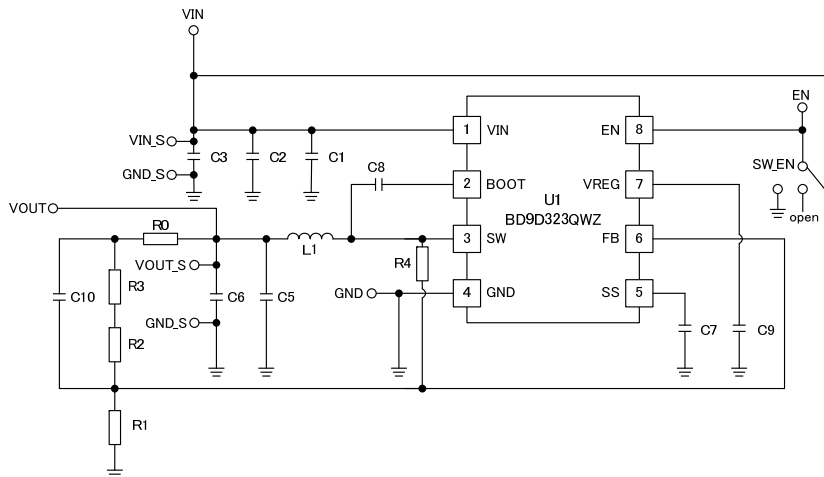 VIN
EN
1 VIN
EN 8
VIN_S
C3 C2 C1
SW_EN
GND_S
C8
2 BOOT
VREG 7
U1
BD9D323QWZ
open
VOUT
R0
L1
3 SW
FB 6
R4
VOUT_S
C10
R3
C6
C5
GND
4 GND
SS 5
GND_S
C7
C9
R2
R1